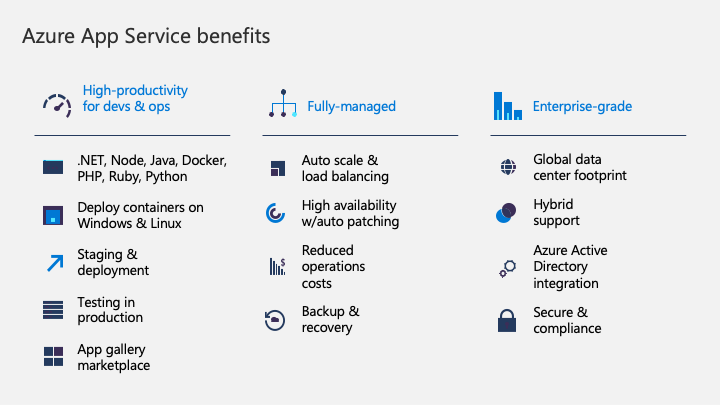 Azure App Service benefits
High-productivity
for devs & ops
.NET, Node, Java, Docker,
PHP, Ruby, Python
Deploy containers on
Windows & Linux
Staging &
deployment
Testing in
production
App gallery
marketplace
Fully-managed
Auto scale &
load balancing
High availability
w/auto patching
$
Reduced
operations
costs
Backup &
recovery
Enterprise-grade
Global data
center footprint
Hybrid
support
Azure Active
Directory
integration
Secure &
compliance